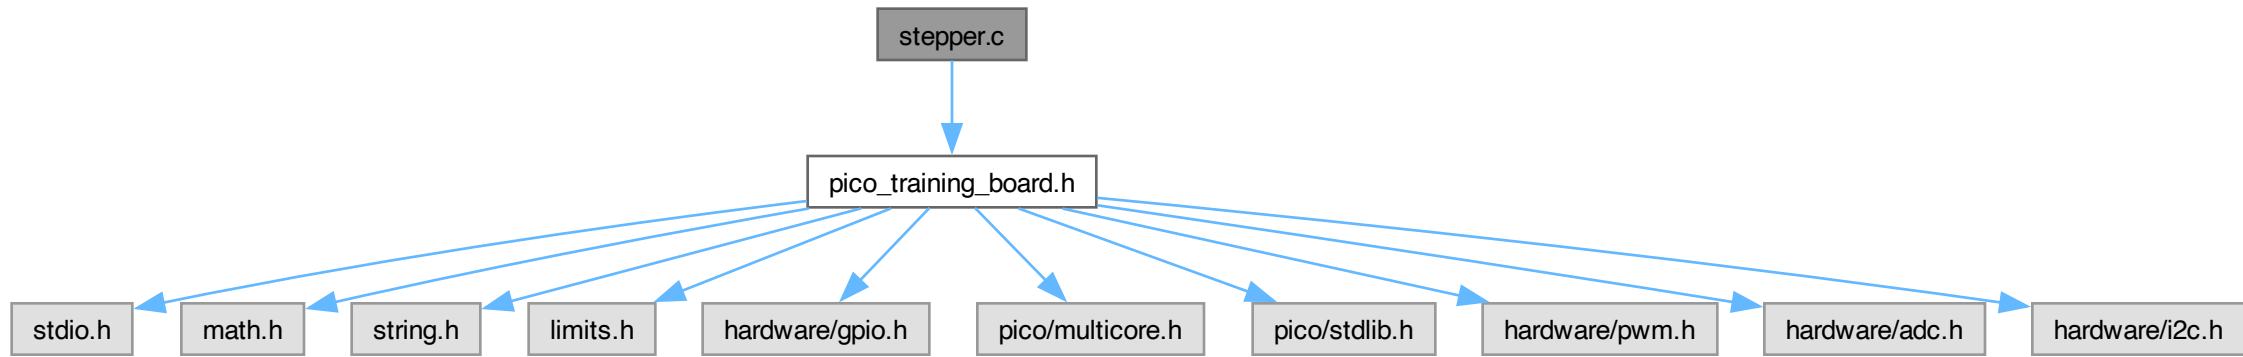 stepper.c
pico_training_board.h
stdio.h
math.h
string.h
limits.h
hardware/gpio.h
pico/multicore.h
pico/stdlib.h
hardware/pwm.h
hardware/adc.h
hardware/i2c.h